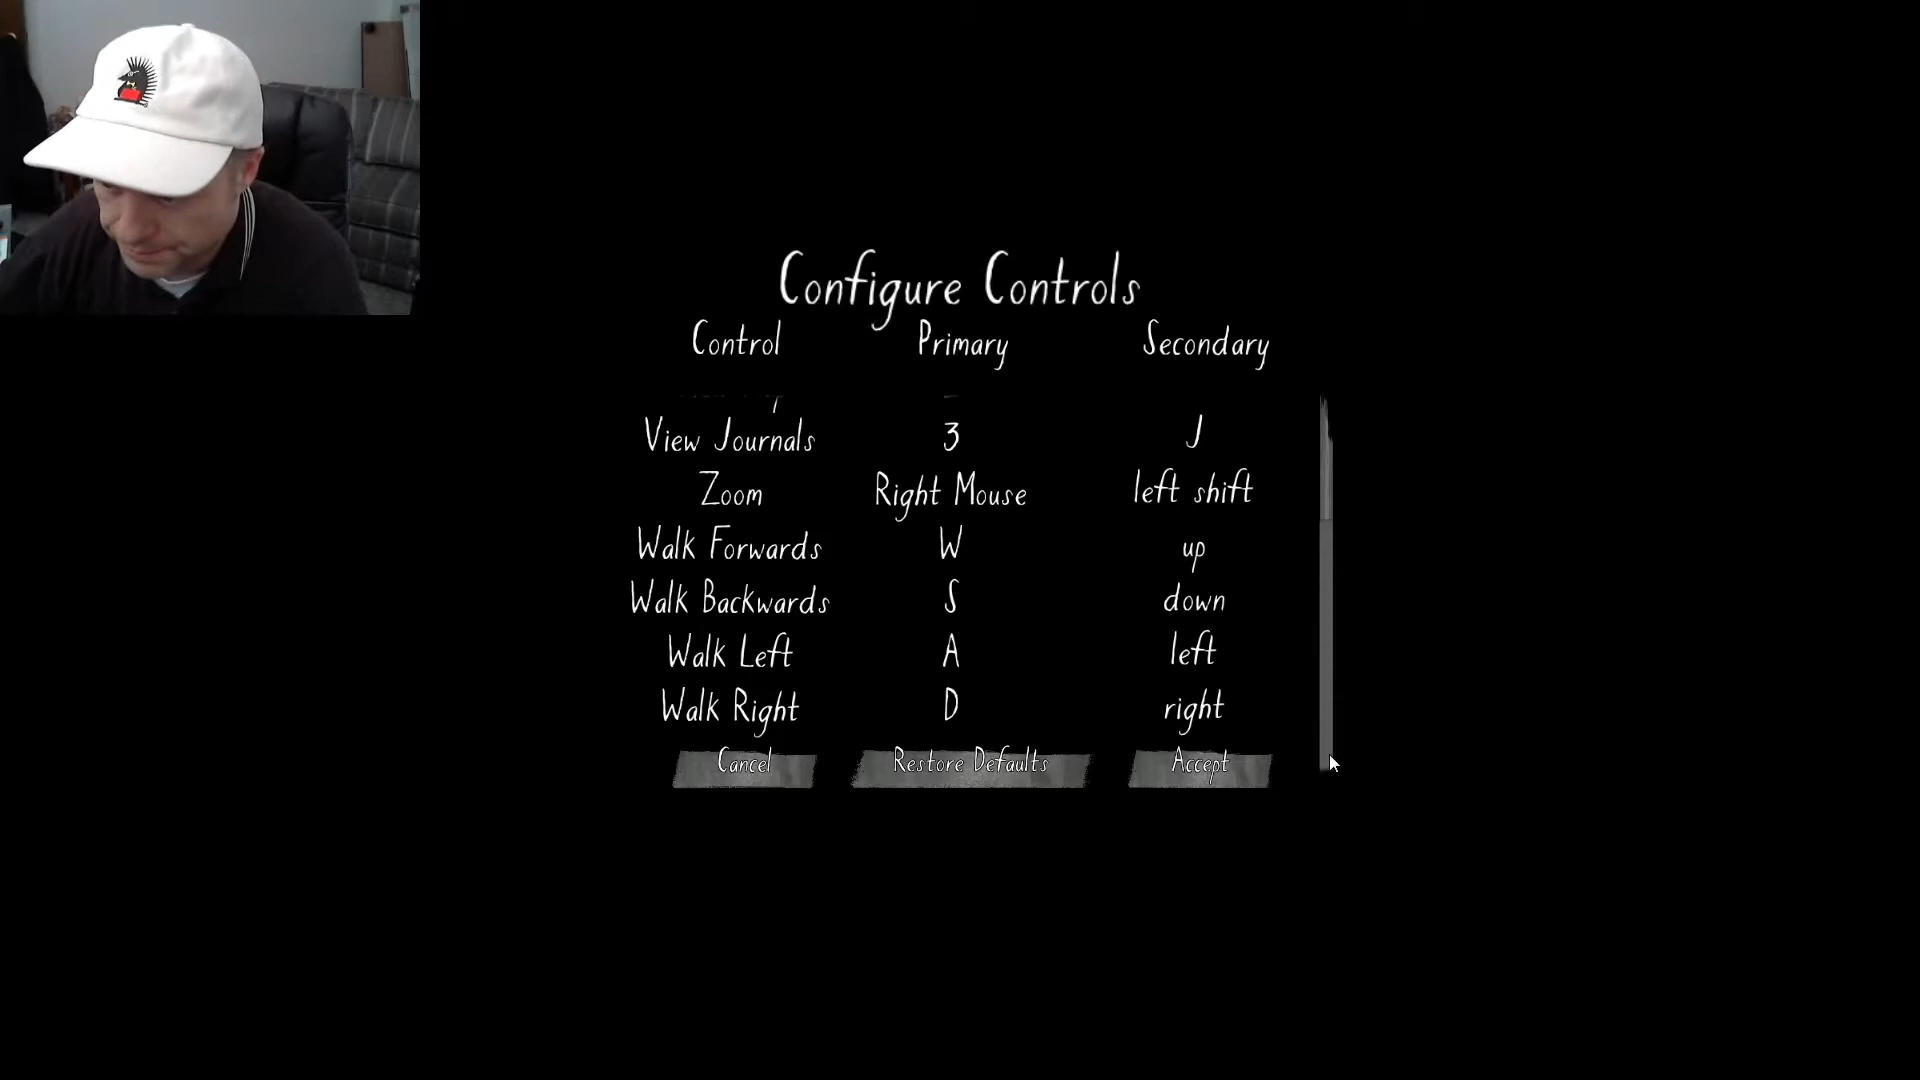 Configure Controls
Control Primary Secondary
View Journals 3 J
Zoom Right Mouse left shift
Walk Forwards W up
Walk Backwards S down
Walk Left A left
Walk Right D right
Cancel Restore Defaults Accept